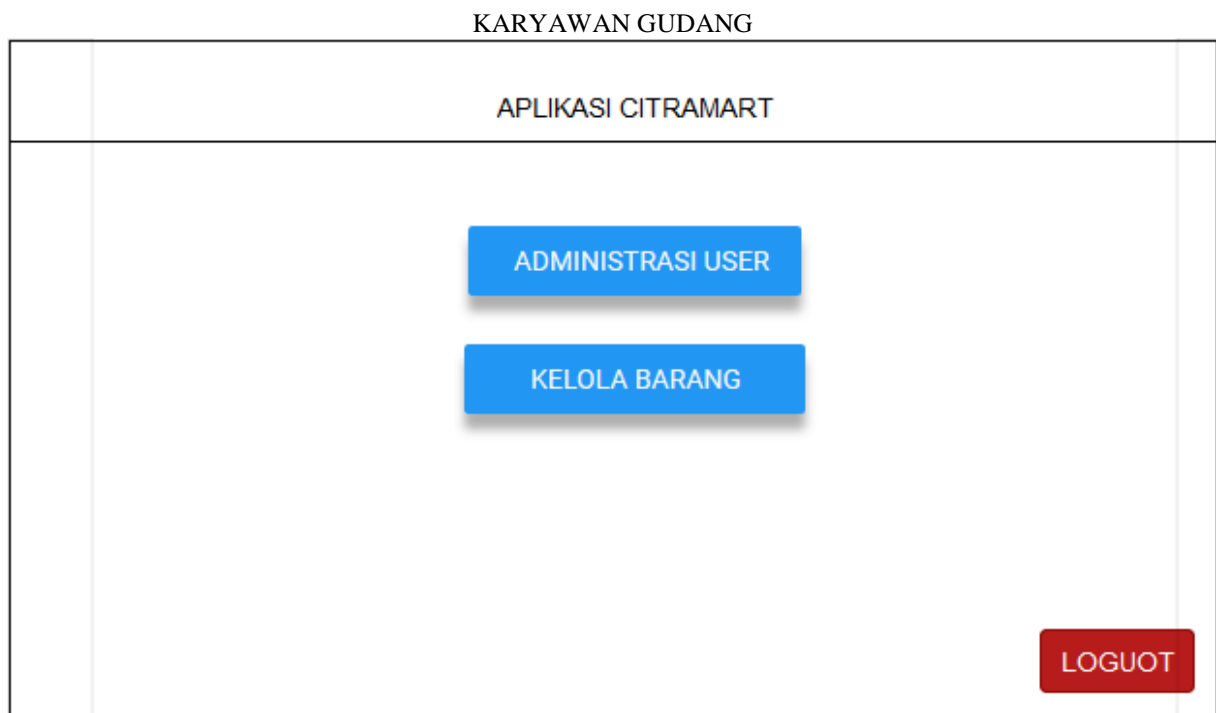 KARYAWAN GUDANG
APLIKASI CITRAMART
ADMINISTRASI USER
KELOLA BARANG
LOGUOT